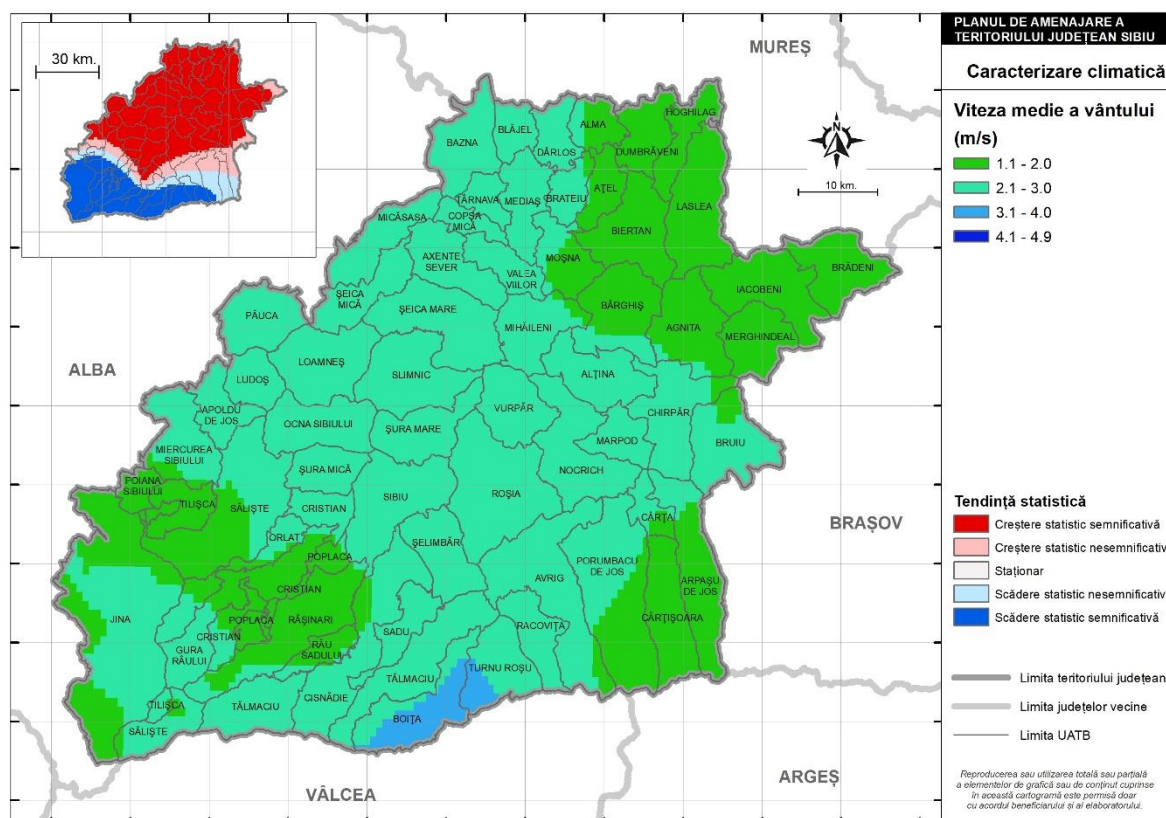 30 km.
MUREȘ
ALBA
BRAȘOV
ARGEȘ
VÂLCEA
N
10 km.
HOGHILAG
ALMA
BLĂJEL
BAZNA
DUMBRĂVENI
DÂRLOS
AȚEL
TÂRNAVA
MEDIAȘ
BRATEIU
LASLEA
MICĂSASA
COPȘA
MICĂ
BIERTAN
AXENTE
SEVER
MOȘNA
BRĂDENI
VALEA
VIILOR
IACOBENI
ȘEICA
MICĂ
BÂRGHIȘ
PĂUCA
ȘEICA MARE
MIHĂILENI
AGNITA
MERGHINDEAL
LOAMNEȘ
LUDOȘ
SLIMNIC
ALȚINA
APOLDU
DE JOS
VURPĂR
CHIRPĂR
OCNA SIBIULUI
ȘURA MARE
MARPOD
BRUIU
MIERCUREA
SIBIULUI
ȘURA MICĂ
NOCRICH
POIANA
SIBIULUI
TILIȘCA
SĂLIȘTE
CRISTIAN
SIBIU
ROȘIA
CÂRȚA
ORLAT
ȘELIMBĂR
POPLACA
PORUMBACU
DE JOS
AVRIG
ARPAȘU
DE JOS
CRISTIAN
JINA
POPLACA
RĂȘINARI
CÂRȚIȘOARA
CRISTIAN
SADU
RACOVIȚA
GURA
RÂULUI
RÂU
SADULUI
TURNU ROȘU
TĂLMACIU
CISNĂDIE
TILIȘCA
TĂLMACIU
BOIȚA
SĂLIȘTE
PLANUL DE AMENAJARE A
TERITORIULUI JUDEȚEAN SIBIU
Caracterizare climatică
Viteza medie a vântului
(m/s)
1.1 - 2.0
2.1 - 3.0
3.1 - 4.0
4.1 - 4.9
Tendință statistică
Creștere statistic semnificativă
Creștere statistic nesemnificativ
Staționar
Scădere statistic nesemnificativ
Scădere statistic semnificativă
Limita teritoriului județean
Limita județelor vecine
Limita UATB
Reproducerea sau utilizarea totală sau parțială
a elementelor de grafică sau de conținut cuprinse
în această cartogramă este permisă doar
cu acordul beneficiarului și al elaboratorului.